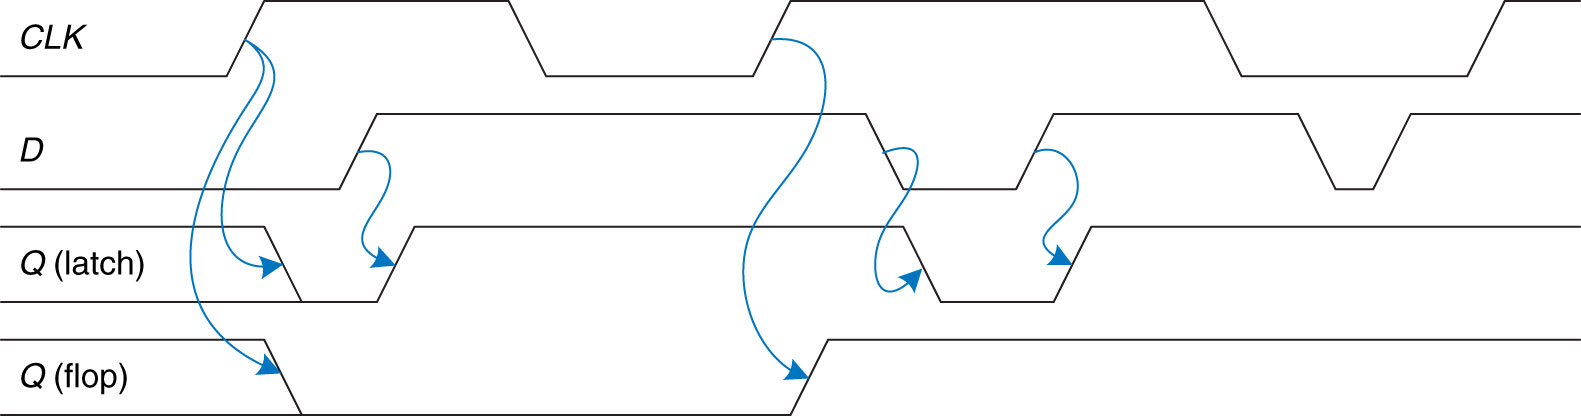 CLK
D
Q (latch)
Q (flop)